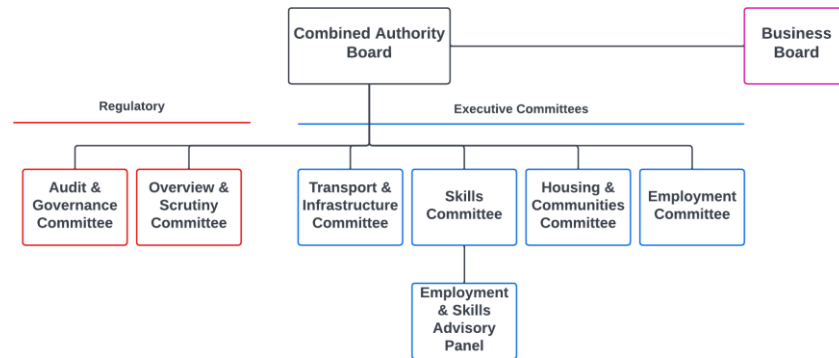 Combined Authority
Board
Business
Board
Regulatory
Executive Committees
Audit &
Governance
Committee
Overview &
Scrutiny
Committee
Transport &
Infrastructure
Committee
Skills
Committee
Housing &
Communities
Committee
Employment
Committee
Employment
& Skills
Advisory
Panel